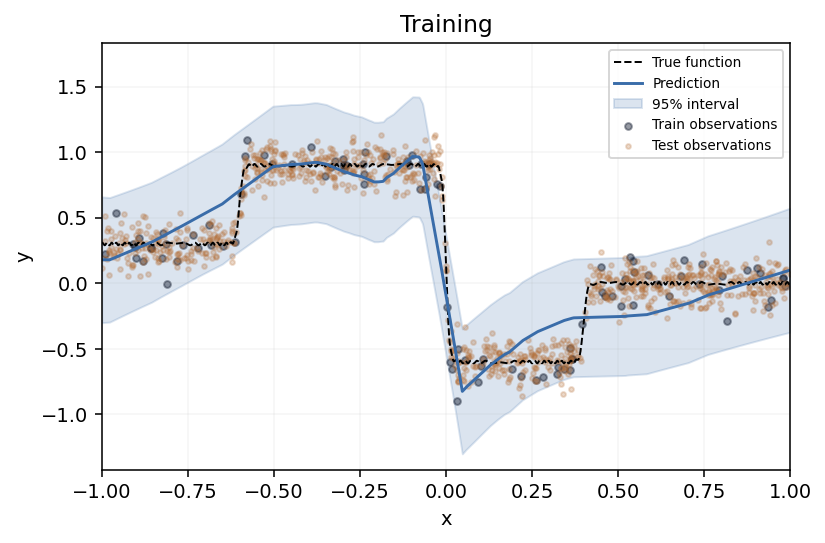 Training
True function
Prediction
95% interval
Train observations
Test observations
y
1.5
1.0
0.5
0.0
−0.5
−1.0
−1.00 −0.75 −0.50 −0.25 0.00 0.25 0.50 0.75 1.00
x